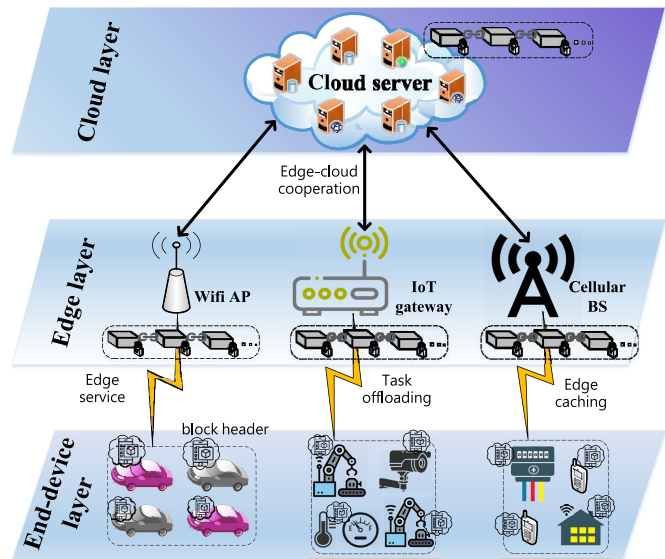 Cloud layer
Cloud server
Edge-cloud
cooperation
Edge layer
Wifi AP
IoT
gateway
Cellular
BS
Edge
service
Task
offloading
Edge
caching
block header
End-device
layer